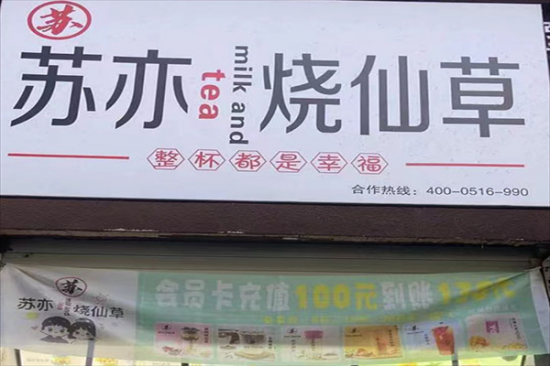 苏
苏亦 milk and tea 烧仙草
整杯都是幸福
合作热线：400-0516-990
苏
苏亦 烧仙草
会员卡充值100元到账